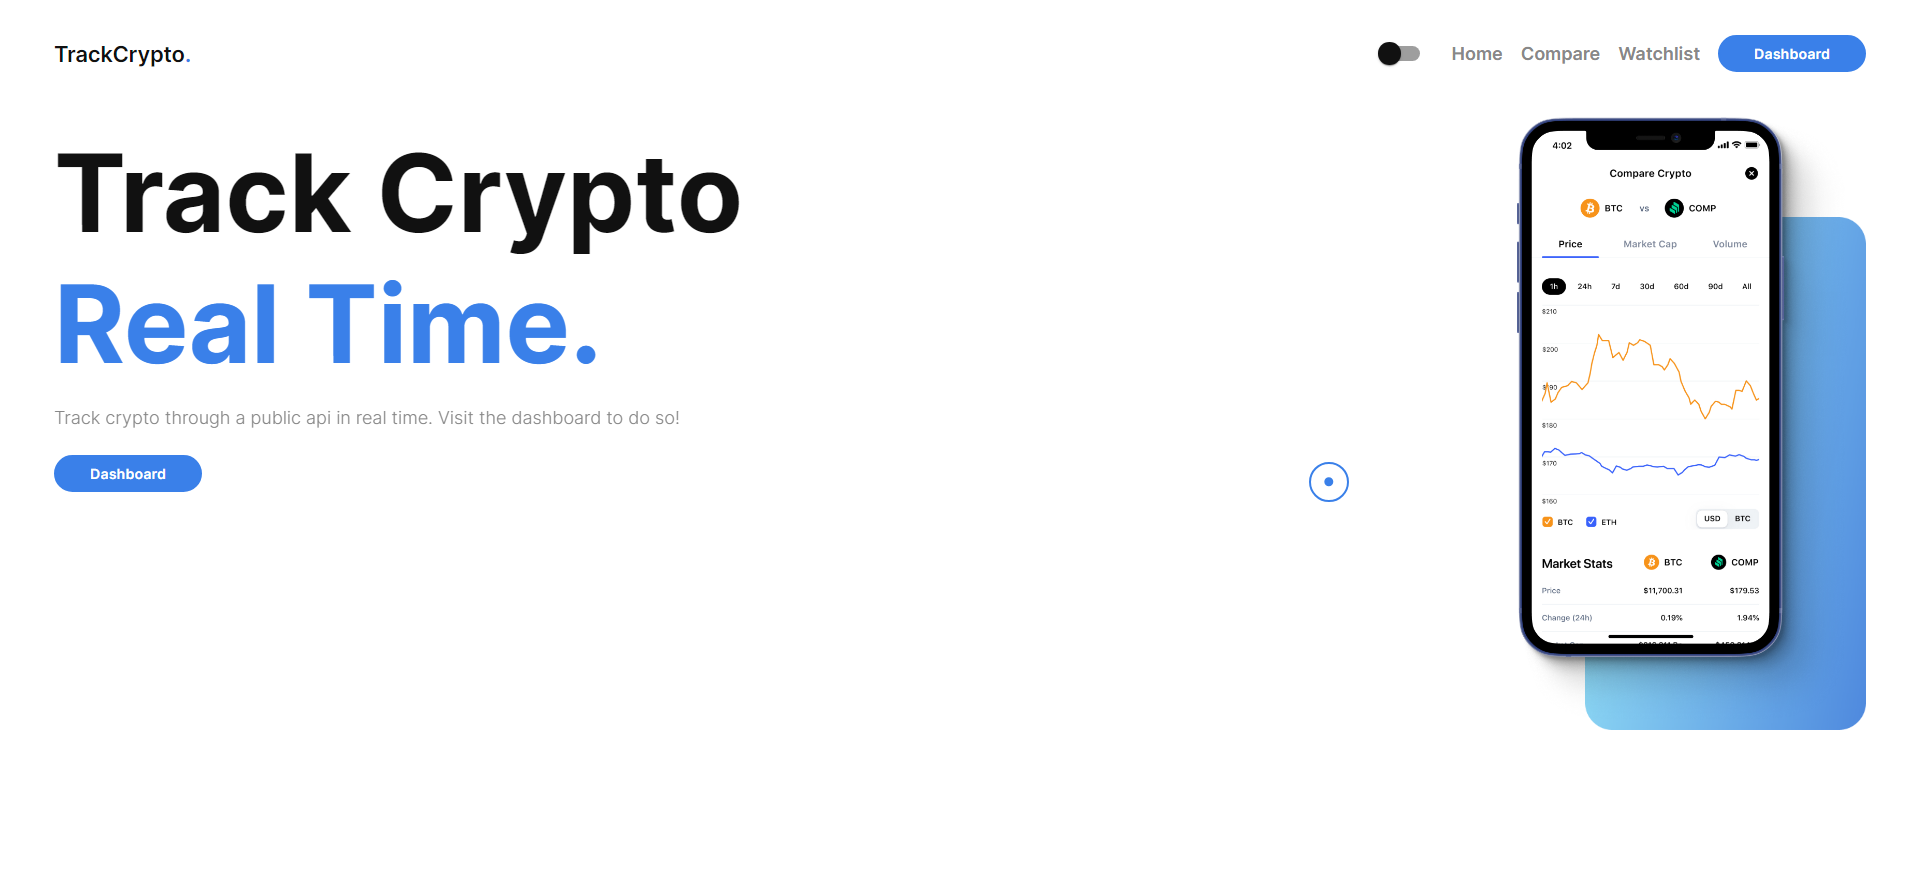 TrackCrypto.
Home Compare Watchlist Dashboard
Track Crypto
Real Time.
Track crypto through a public api in real time. Visit the dashboard to do so!
Dashboard
4:02
Compare Crypto
BTC vs COMP
Price Market Cap Volume
1h 24h 7d 30d 60d 90d All
$210
$200
$190
$180
$170
$160
BTC ETH USD BTC
Market Stats BTC COMP
Price $11,700.31 $179.53
Change (24h) 0.19% 1.94%